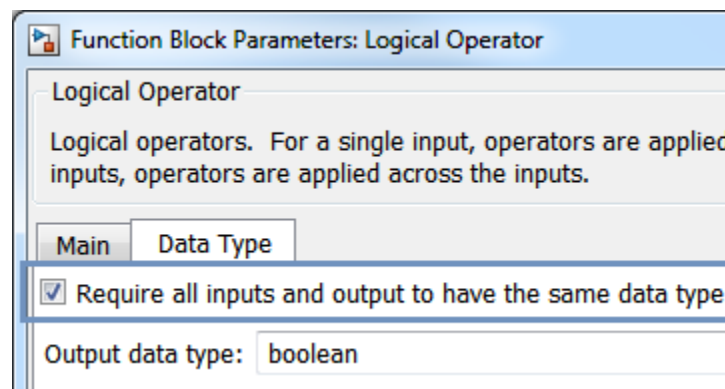 Function Block Parameters: Logical Operator
Logical Operator
Logical operators.  For a single input, operators are applied
inputs, operators are applied across the inputs.
Main
Data Type
Require all inputs and output to have the same data type
Output data type:
boolean